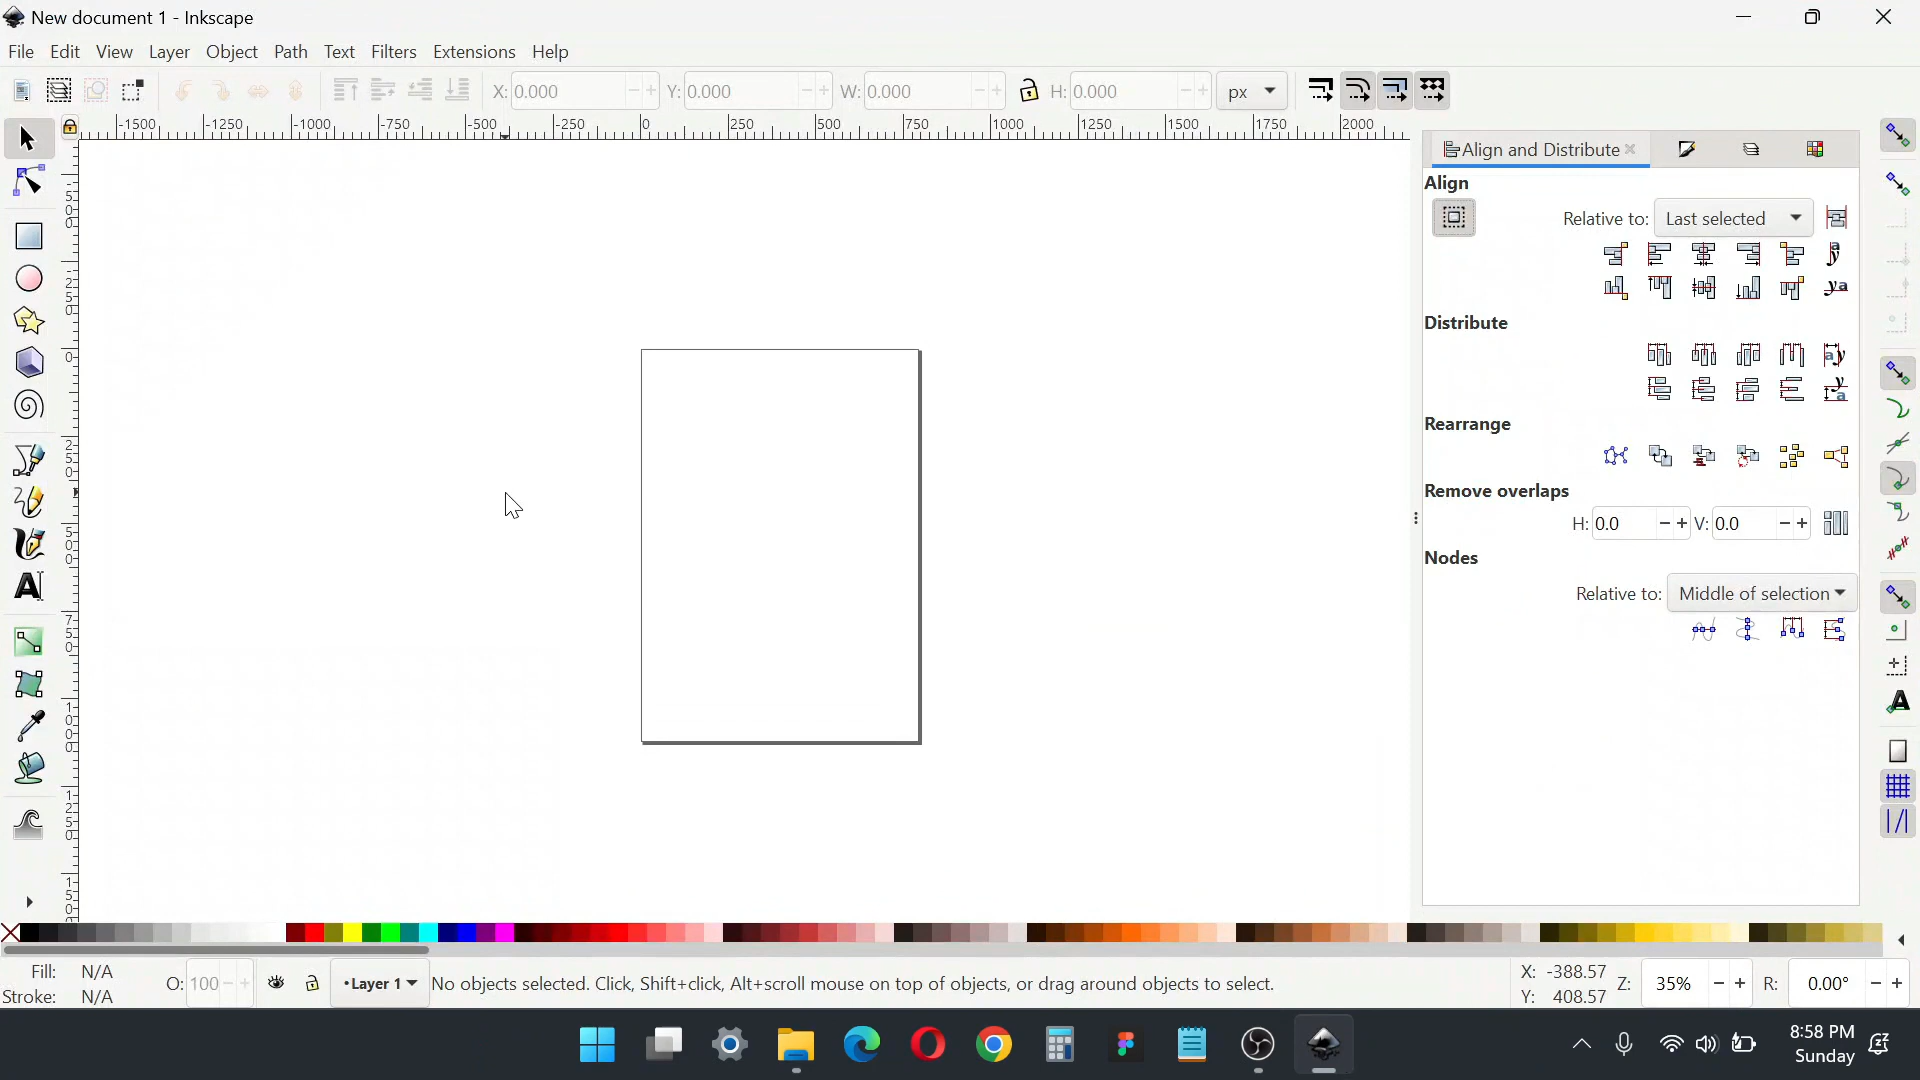 New document 1 - Inkscape
File Edit View Layer Object Path Text Filters Extensions Help
X: 0.000 Y: 0.000 W: 0.000 H: 0.000 px
-1500 -1250 -1000 -750 -500 -250 0 250 500 750 1000 1250 1500 1750 2000
Align and Distribute
Align
Relative to: Last selected
Distribute
Rearrange
Remove overlaps
H: 0.0 V: 0.0
Nodes
Relative to: Middle of selection
Fill: N/A
Stroke: N/A
O: 100
•Layer 1
No objects selected. Click, Shift+click, Alt+scroll mouse on top of objects, or drag around objects to select.
X: -388.57
Y: 408.57
Z: 35%
R: 0.00°
8:58 PM
Sunday